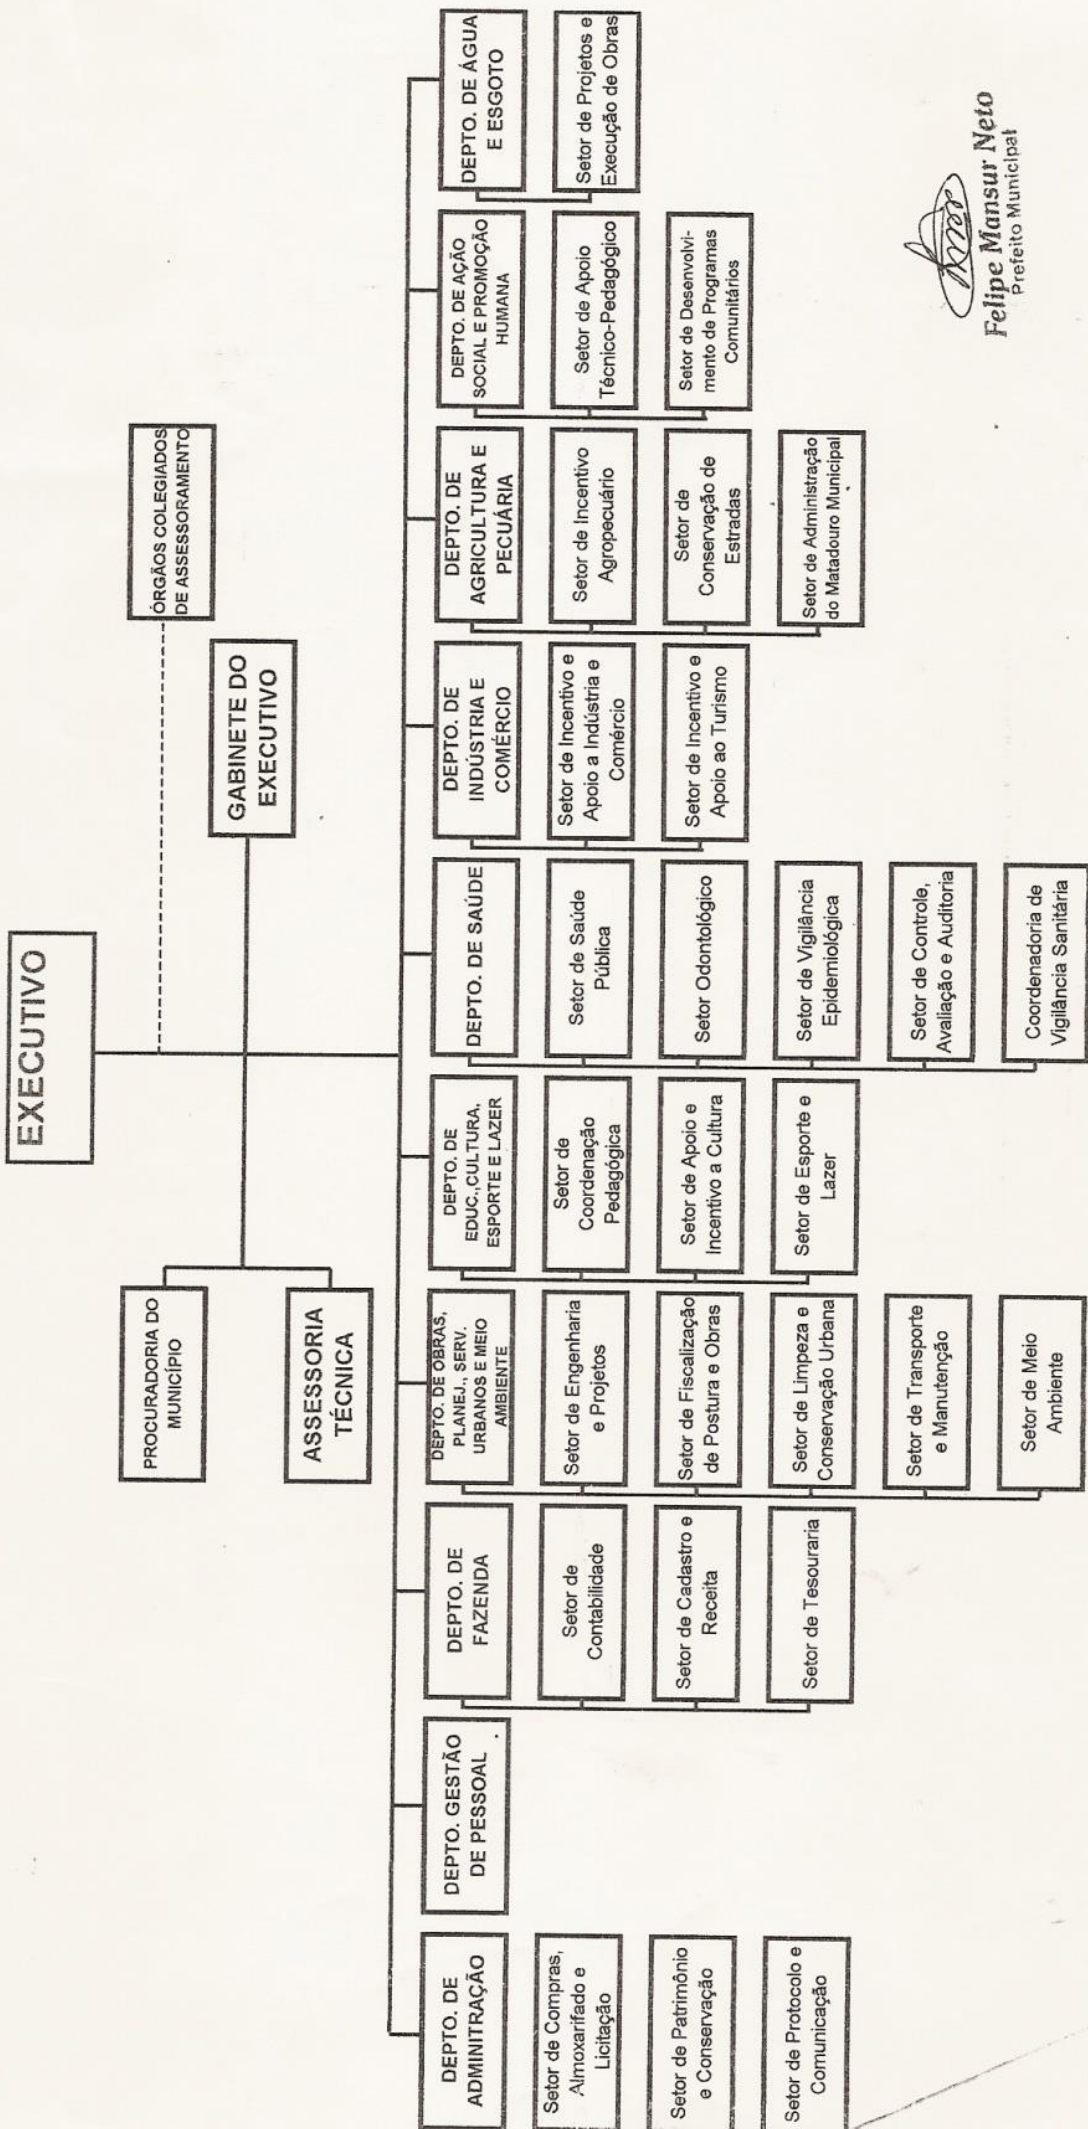 EXECUTIVO
ÓRGÃOS COLEGIADOS
DE ASSESSORAMENTO
PROCURADORIA DO
MUNICÍPIO
GABINETE DO
EXECUTIVO
ASSESSORIA
TÉCNICA
DEPTO. DE
ADMINITRAÇÃO
Setor de Compras,
Almoxarifado e
Licitação
Setor de Patrimônio
e Conservação
Setor de Protocolo e
Comunicação
DEPTO. GESTÃO
DE PESSOAL
DEPTO. DE
FAZENDA
Setor de
Contabilidade
Setor de Cadastro e
Receita
Setor de Tesouraria
DEPTO. DE OBRAS,
PLANEJ., SERV.
URBANOS E MEIO
AMBIENTE
Setor de Engenharia
e Projetos
Setor de Fiscalização
de Postura e Obras
Setor de Limpeza e
Conservação Urbana
Setor de Transporte
e Manutenção
Setor de Meio
Ambiente
DEPTO. DE
EDUC.,CULTURA,
ESPORTE E LAZER
Setor de
Coordenação
Pedagógica
Setor de Apoio e
Incentivo a Cultura
Setor de Esporte e
Lazer
DEPTO. DE SAÚDE
Setor de Saúde
Pública
Setor Odontológico
Setor de Vigilância
Epidemiológica
Setor de Controle,
Avaliação e Auditoria
Coordenadoria de
Vigilância Sanitária
DEPTO. DE
INDÚSTRIA E
COMÉRCIO
Setor de Incentivo e
Apoio a Indústria e
Comércio
Setor de Incentivo e
Apoio ao Turismo
DEPTO. DE
AGRICULTURA E
PECUÁRIA
Setor de Incentivo
Agropecuário
Setor de
Conservação de
Estradas
Setor de Administração
do Matadouro Municipal
DEPTO. DE AÇÃO
SOCIAL E PROMOÇÃO
HUMANA
Setor de Apoio
Técnico-Pedagógico
Setor de Desenvolvi-
mento de Programas
Comunitários
DEPTO. DE ÁGUA
E ESGOTO
Setor de Projetos e
Execução de Obras
Felipe Mansur Neto
Prefeito Municipal